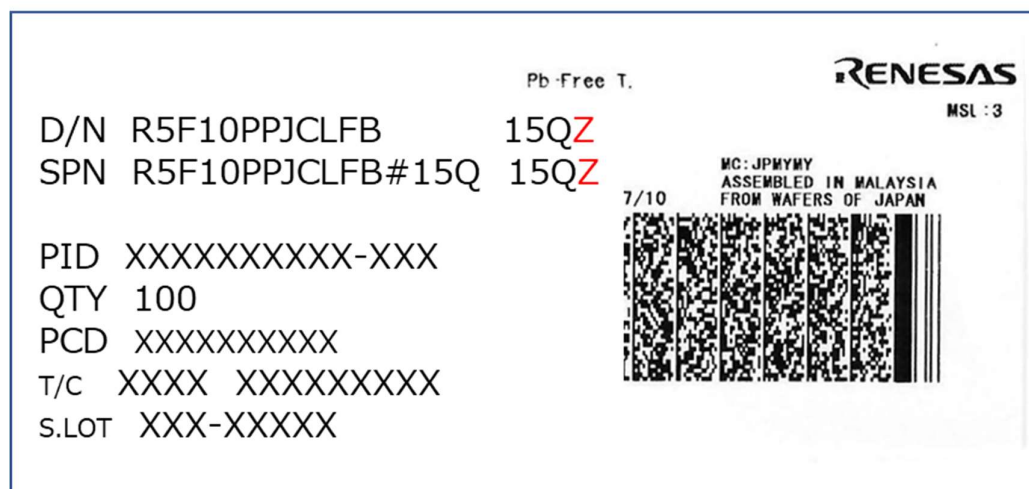 RENESAS
Pb-Free T.
MSL:3
D/N R5F10PPJCLFB 15QZ
SPN R5F10PPJCLFB#15Q 15QZ
MC:JPMYMY
ASSEMBLED IN MALAYSIA
7/10 FROM WAFERS OF JAPAN
PID XXXXXXXXXX-XXX
QTY 100
PCD XXXXXXXXXX
T/C XXXX XXXXXXXXX
S.LOT XXX-XXXXX